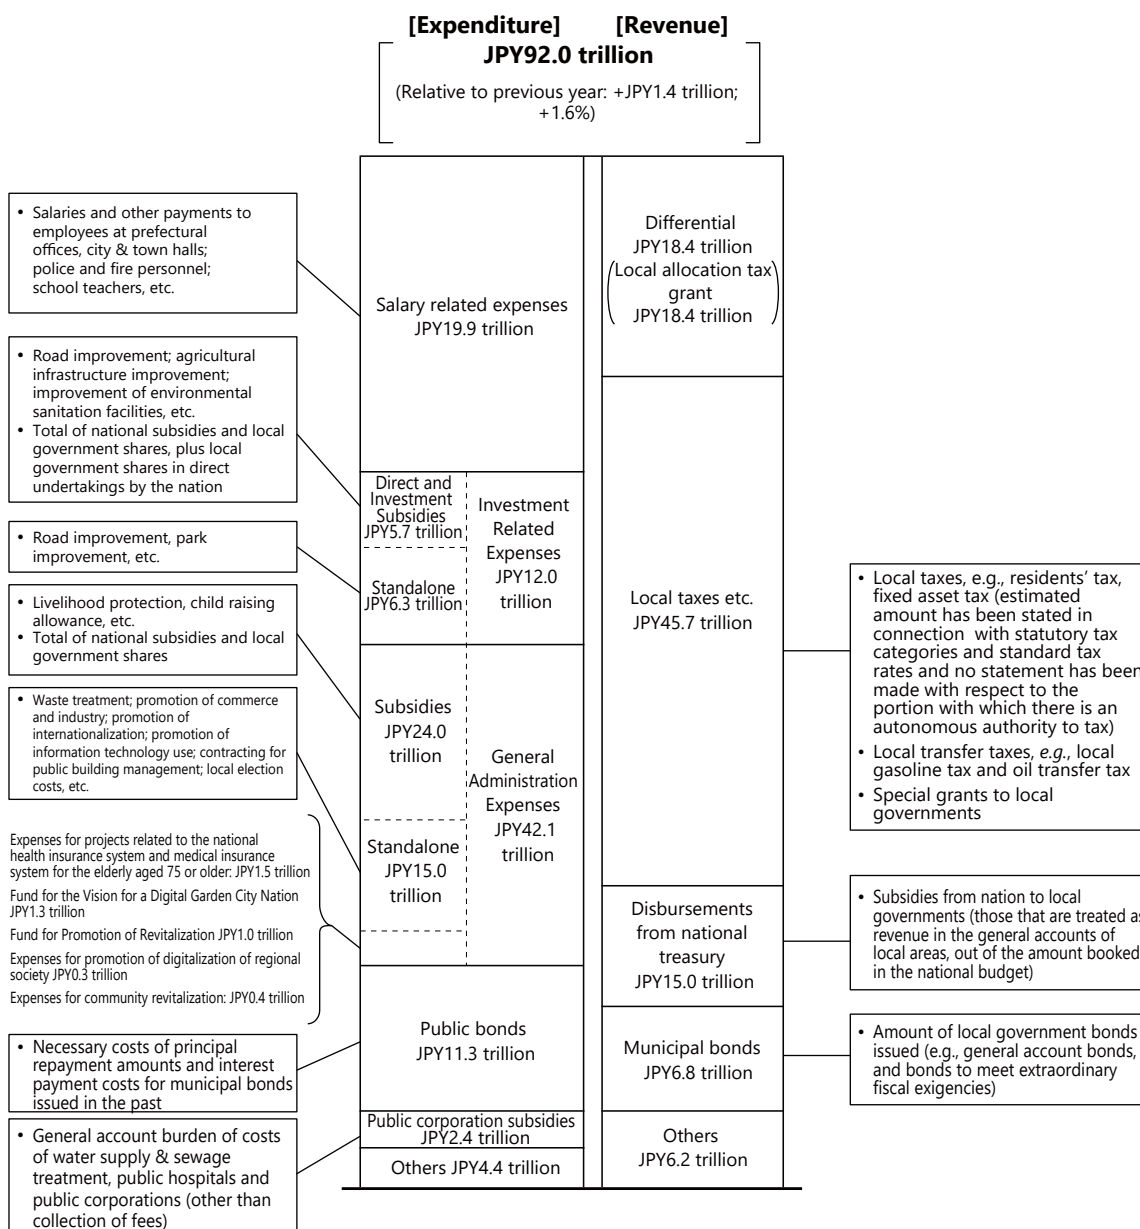 [Expenditure] [Revenue]
JPY92.0 trillion
(Relative to previous year: +JPY1.4 trillion;
+1.6%)
• Salaries and other payments to
employees at prefectural
offices, city & town halls;
police and fire personnel;
school teachers, etc.
• Road improvement; agricultural
infrastructure improvement;
improvement of environmental
sanitation facilities, etc.
• Total of national subsidies and local
government shares, plus local
government shares in direct
undertakings by the nation
• Road improvement, park
improvement, etc.
• Livelihood protection, child raising
allowance, etc.
• Total of national subsidies and local
government shares
• Waste treatment; promotion of commerce
and industry; promotion of
internationalization; promotion of
information technology use; contracting for
public building management; local election
costs, etc.
Expenses for projects related to the national
health insurance system and medical insurance
system for the elderly aged 75 or older: JPY1.5 trillion
Fund for the Vision for a Digital Garden City Nation
JPY1.3 trillion
Fund for Promotion of Revitalization JPY1.0 trillion
Expenses for promotion of digitalization of regional
society JPY0.3 trillion
Expenses for community revitalization: JPY0.4 trillion
• Necessary costs of principal
repayment amounts and interest
payment costs for municipal bonds
issued in the past
• General account burden of costs
of water supply & sewage
treatment, public hospitals and
public corporations (other than
collection of fees)
Salary related expenses
JPY19.9 trillion
Direct and
Investment
Subsidies
JPY5.7 trillion
Standalone
JPY6.3 trillion
Investment
Related
Expenses
JPY12.0
trillion
Subsidies
JPY24.0
trillion
Standalone
JPY15.0
trillion
General
Administration
Expenses
JPY42.1
trillion
Public bonds
JPY11.3 trillion
Public corporation subsidies
JPY2.4 trillion
Others JPY4.4 trillion
Differential
JPY18.4 trillion
(Local allocation tax
grant
JPY18.4 trillion)
Local taxes etc.
JPY45.7 trillion
Disbursements
from national
treasury
JPY15.0 trillion
Municipal bonds
JPY6.8 trillion
Others
JPY6.2 trillion
• Local taxes, e.g., residents’ tax,
fixed asset tax (estimated
amount has been stated in
connection with statutory tax
categories and standard tax
rates and no statement has been
made with respect to the
portion with which there is an
autonomous authority to tax)
• Local transfer taxes, e.g., local
gasoline tax and oil transfer tax
• Special grants to local
governments
• Subsidies from nation to local
governments (those that are treated as
revenue in the general accounts of
local areas, out of the amount booked
in the national budget)
• Amount of local government bonds
issued (e.g., general account bonds,
and bonds to meet extraordinary
fiscal exigencies)